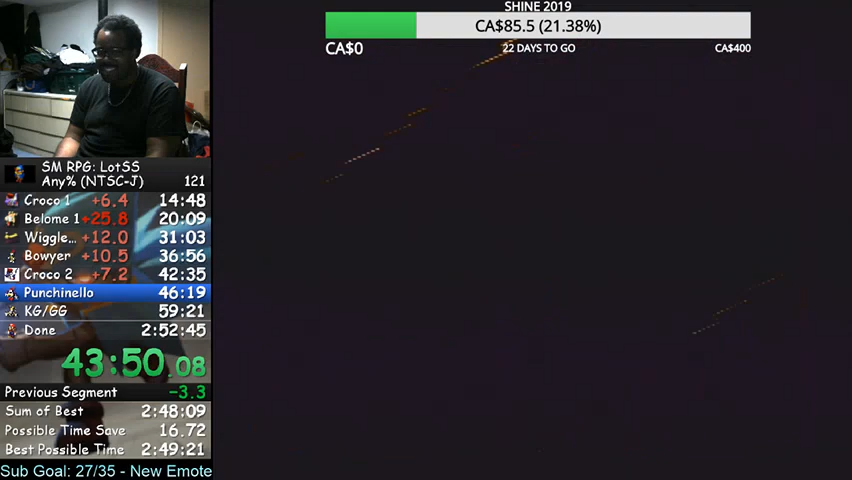 SHINE 2019
CA$85.5 (21.38%)
CA$0
22 DAYS TO GO
CA$400
SM RPG: LotSS
Any% (NTSC-J) 121
Croco 1 +6.4 14:48
Belome 1 +25.8 20:09
Wiggle... +12.0 31:03
Bowyer +10.5 36:56
Croco 2 +7.2 42:35
Punchinello 46:19
KG/GG 59:21
Done 2:52:45
43:50.08
Previous Segment -3.3
Sum of Best 2:48:09
Possible Time Save 16.72
Best Possible Time 2:49:21
Sub Goal: 27/35 - New Emote